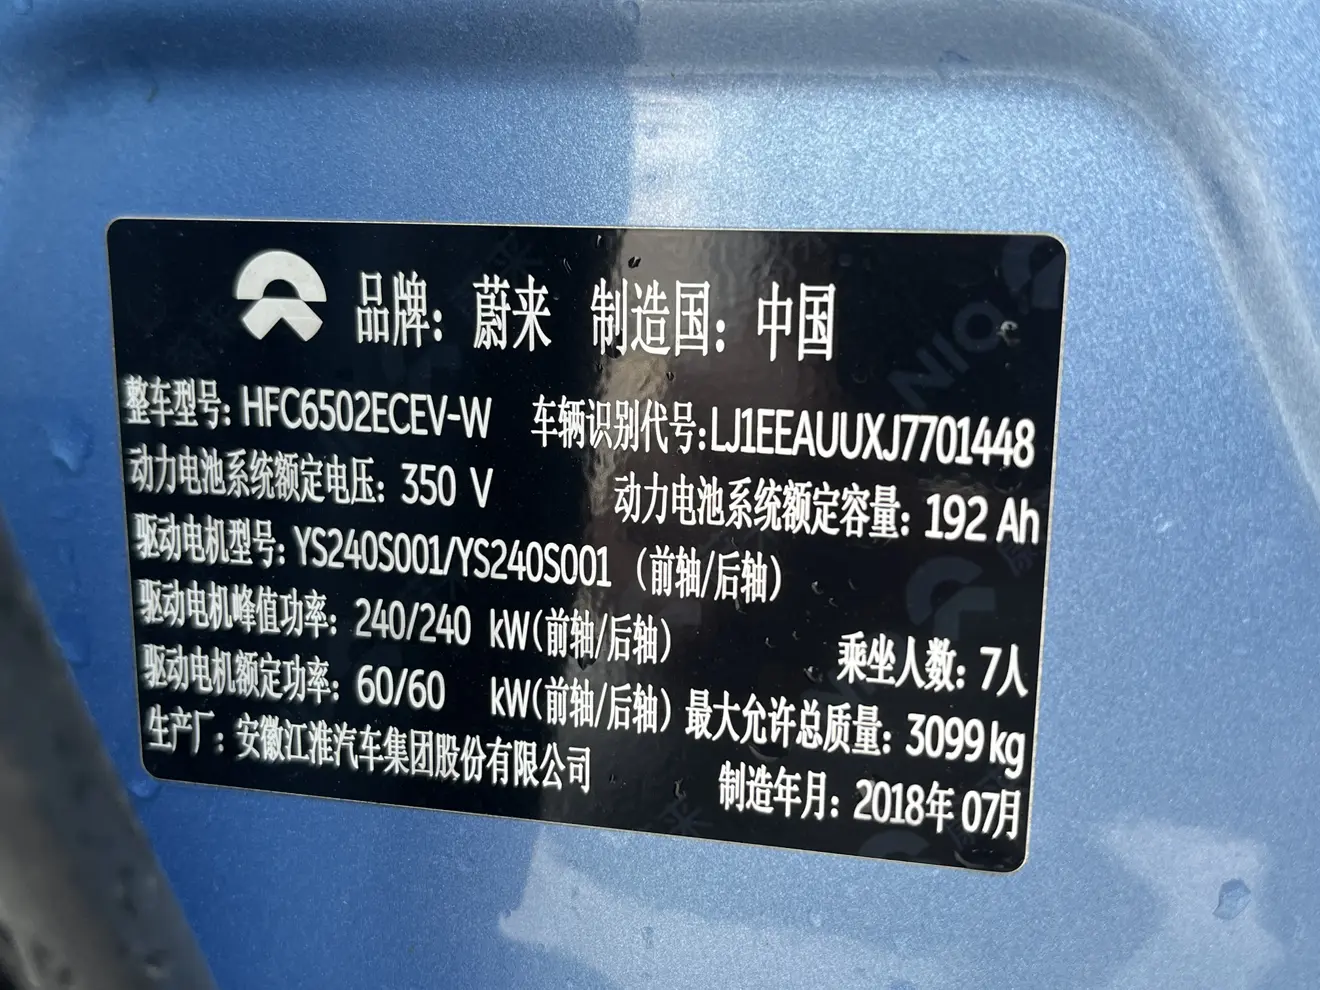 品牌：蔚来 制造国：中国
整车型号：HFC6502ECEV-W 车辆识别代号：LJ1EEAUUXJ7701448
动力电池系统额定电压：350 V 动力电池系统额定容量：192 Ah
驱动电机型号：YS240S001/YS240S001（前轴/后轴）
驱动电机峰值功率：240/240 kW(前轴/后轴) 乘坐人数：7人
驱动电机额定功率：60/60 kW(前轴/后轴) 最大允许总质量：3099kg
生产厂：安徽江淮汽车集团股份有限公司 制造年月：2018年07月
NIO